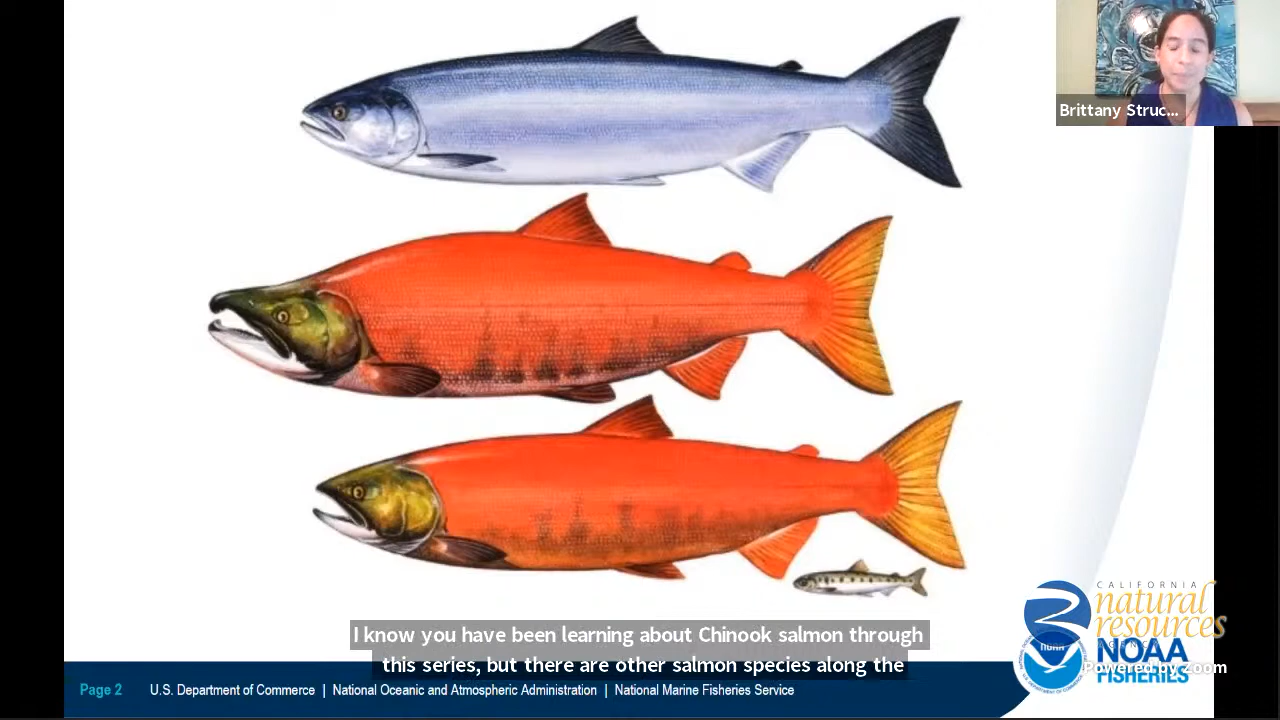 Brittany Struc...
I know you have been learning about Chinook salmon through
this series, but there are other salmon species along the
Page 2 U.S. Department of Commerce | National Oceanic and Atmospheric Administration | National Marine Fisheries Service
CALIFORNIA
natural
resources
NOAA
NOAA
FISHERIES
Powered by Zoom